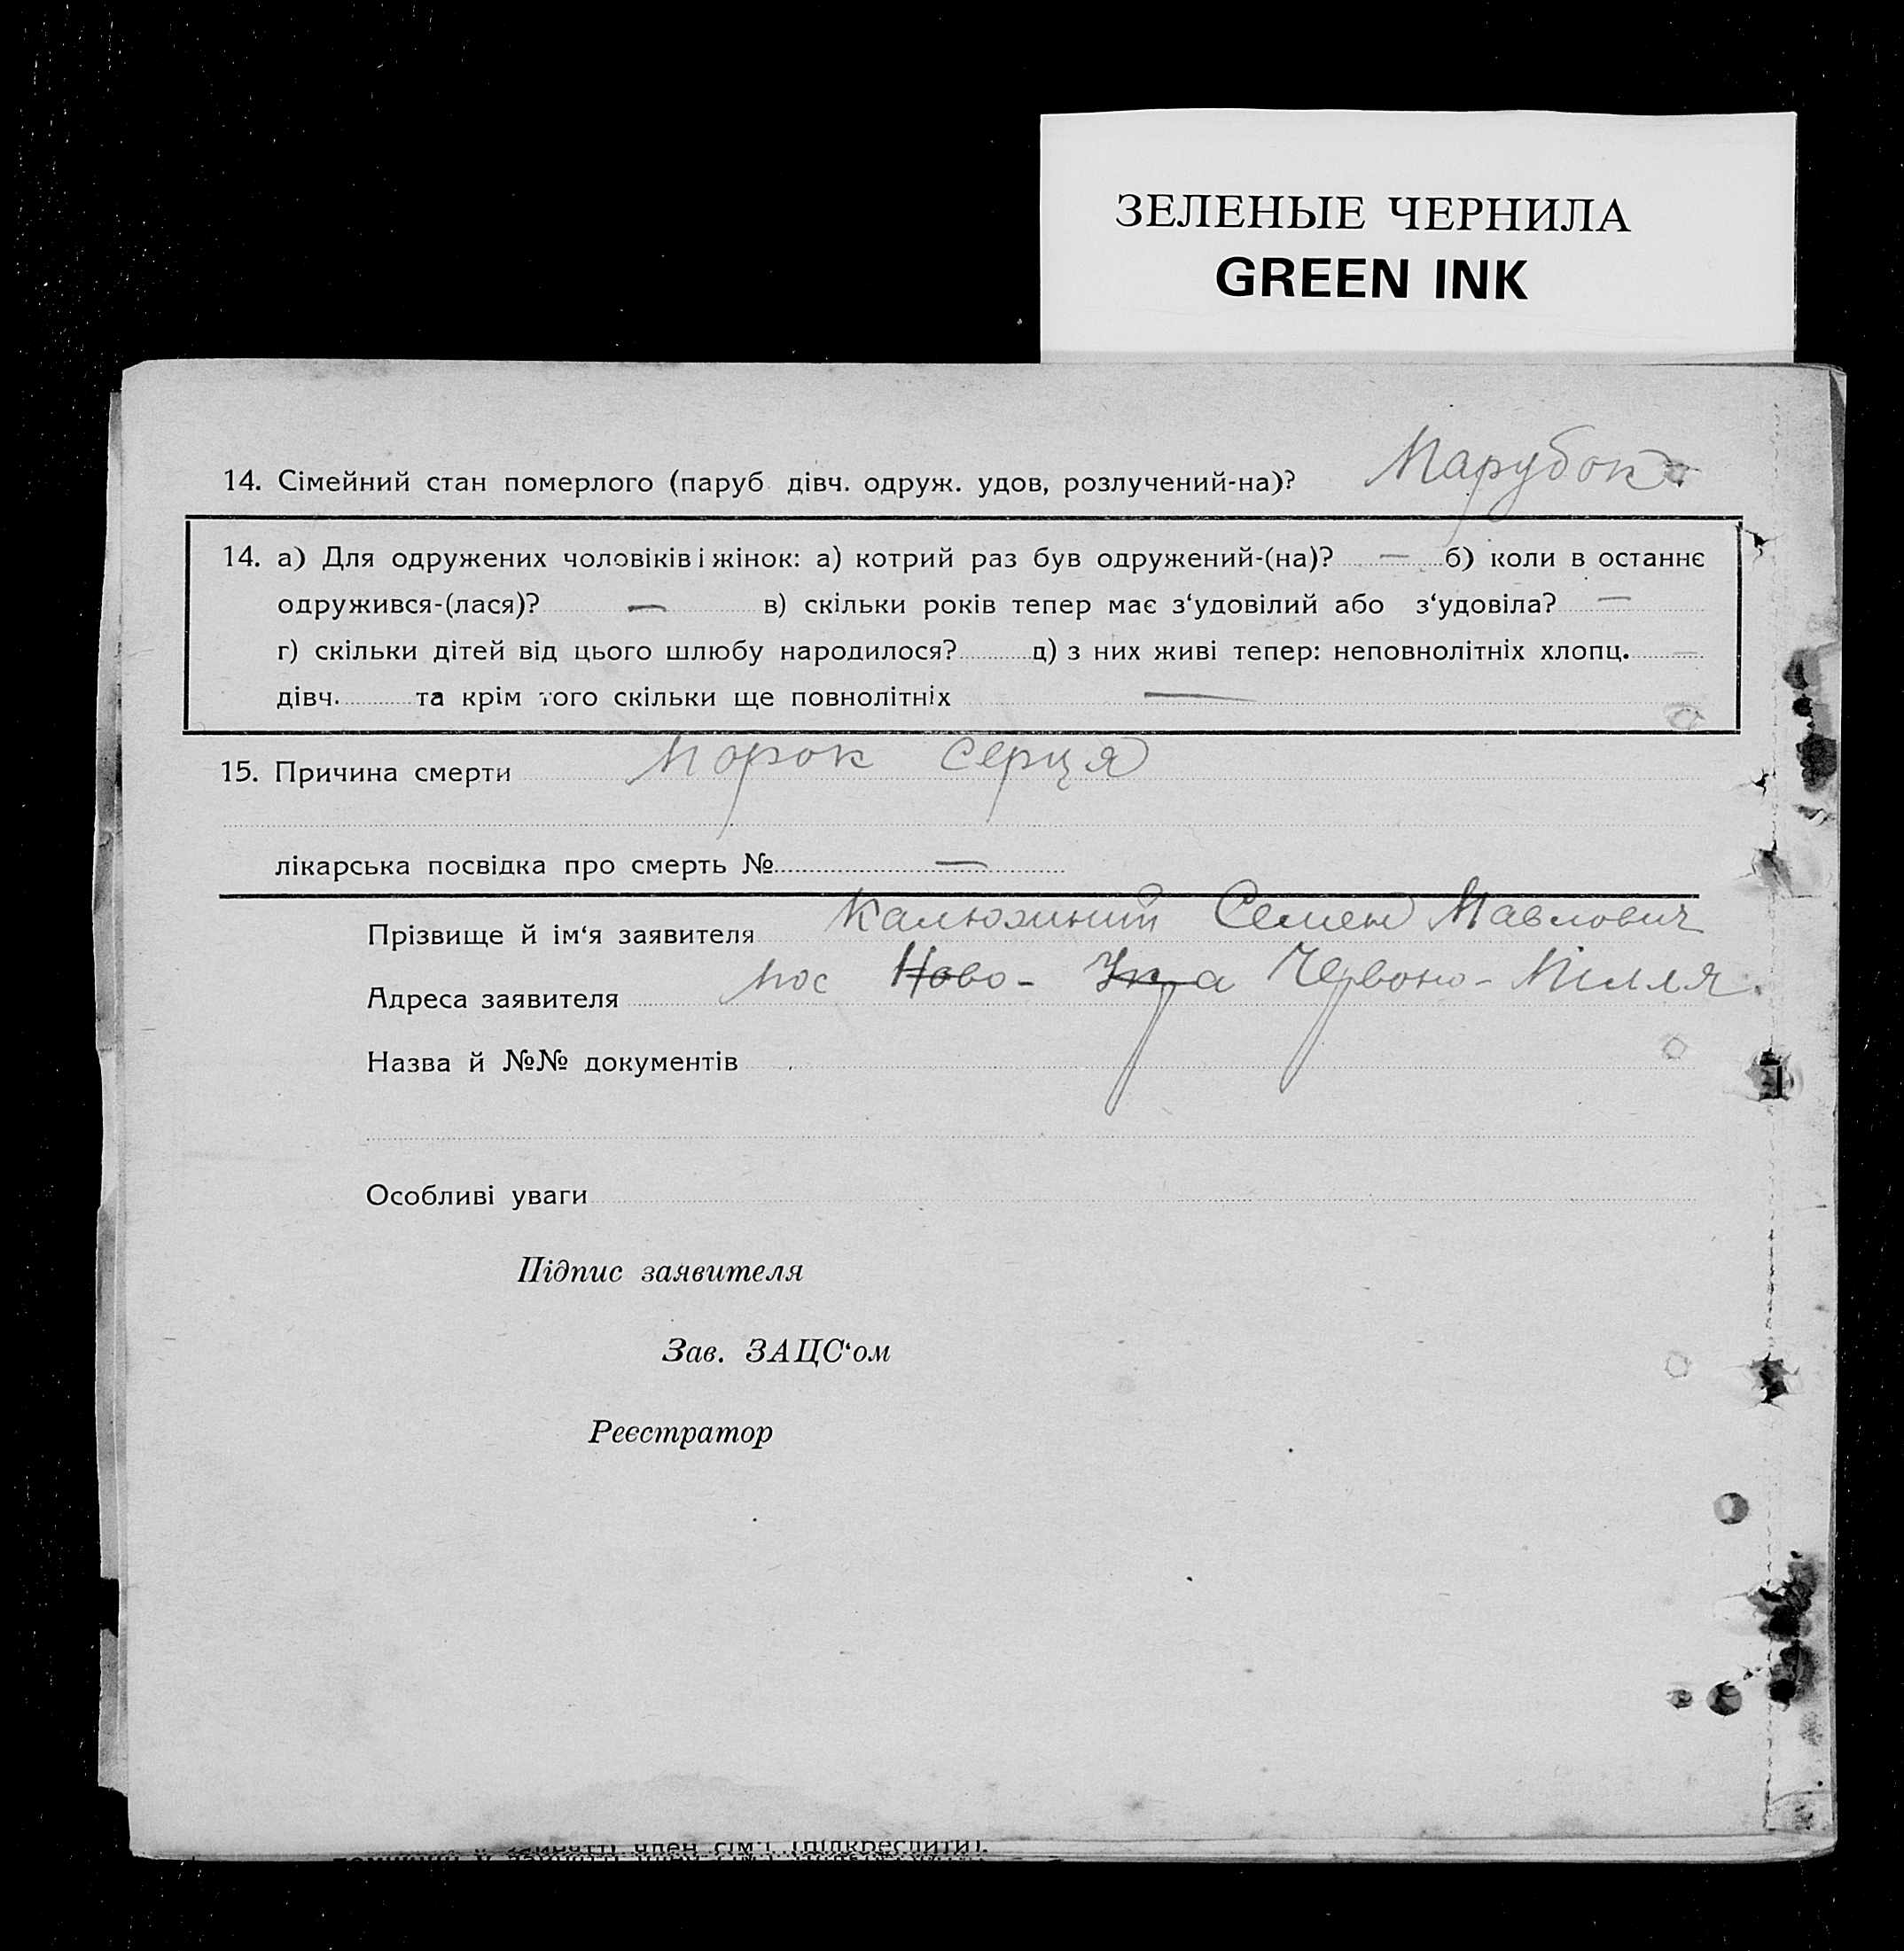 ЗЕЛЕНЫЕ ЧЕРНИЛА
GREEN INK
14. Сімейний стан померлого (паруб. дівч. одруж. удов, розлучений-на)? Парубок.
14. а) Для одружених чоловіків і жінок: а) котрий раз був одружений-(на)? — б) коли в останнє
одружився-(лася)? — в) скільки років тепер має з‘удовілий або з‘удовіла? —
г) скільки дітей від цього шлюбу народилося? д) з них живі тепер: неповнолітніх хлопц. —
дівч. та крім того скільки ще повнолітніх —
15. Причина смерти Порок серця
лікарська посвідка про смерть № —
Прізвище й ім‘я заявителя Калюжний Семен Павлович
Адреса заявителя пос Ново- Червоно-Пілля.
Назва й №№ документів
Особливі уваги
Підпис заявителя
Зав. ЗАЦС‘ом
Реєстратор
член сім‘ї (підкреслити).